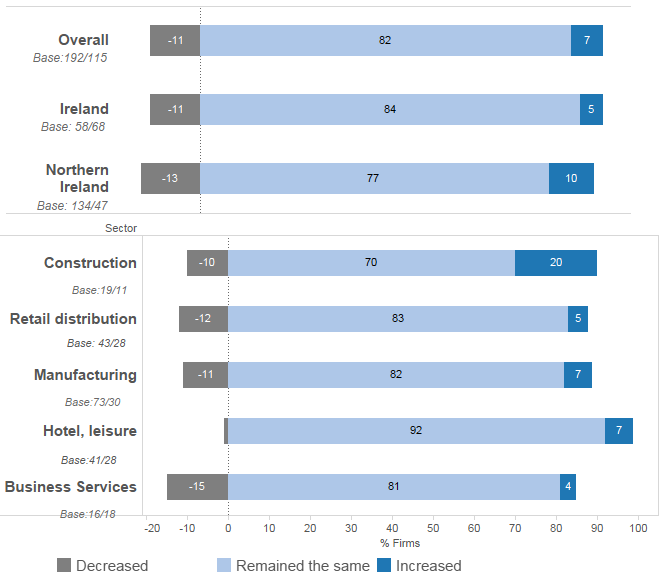 Overall
-11 82 7
Base:192/115
Ireland
-11 84 5
Base: 58/68
Northern
Ireland
-13 77 10
Base: 134/47
Sector
Construction
-10 70 20
Base:19/11
Retail distribution
-12 83 5
Base: 43/28
Manufacturing
-11 82 7
Base:73/30
Hotel, leisure
92 7
Base:41/28
Business Services
-15 81 4
Base:16/18
-20 -10 0 10 20 30 40 50 60 70 80 90 100
% Firms
Decreased Remained the same Increased